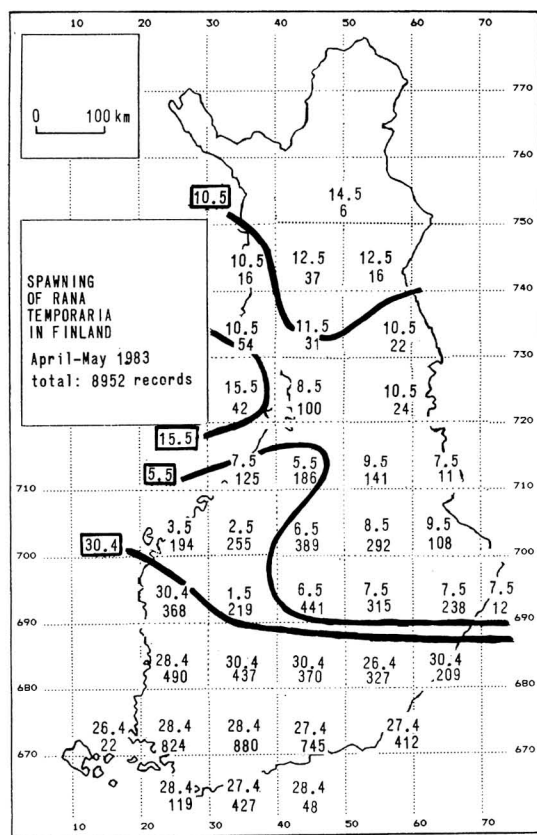 10 20 30 40 50 60 70
770
0 100 km
760
10.5 14.5
6
750
SPAWNING
OF RANA
TEMPORARIA
IN FINLAND
April-May 1983
total: 8952 records
10.5 12.5 12.5
16 37 16
740
10.5 11.5 10.5
54 31 22
730
15.5 8.5 10.5
42 100 24
720
15.5
5.5 7.5 5.5 9.5 7.5
125 186 141 11
710
3.5 2.5 6.5 8.5 9.5
30.4 194 255 389 292 108
700 700
30.4 1.5 6.5 7.5 7.5 7.5
368 219 441 315 238 12
690 690
28.4 30.4 30.4 26.4 30.4
490 437 370 327 209
680 680
26.4 28.4 28.4 27.4 27.4
22 824 880 745 412
670 670
28.4 27.4 28.4
119 427 48
10 20 30 40 50 60 70